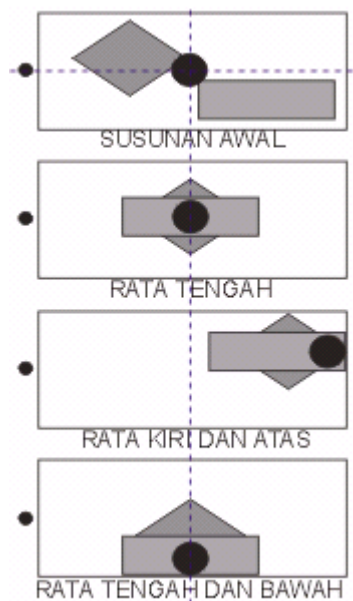 SUSUNAN AWAL
RATA TENGAH
RATA KIRI DAN ATAS
RATA TENGAH DAN BAWAH